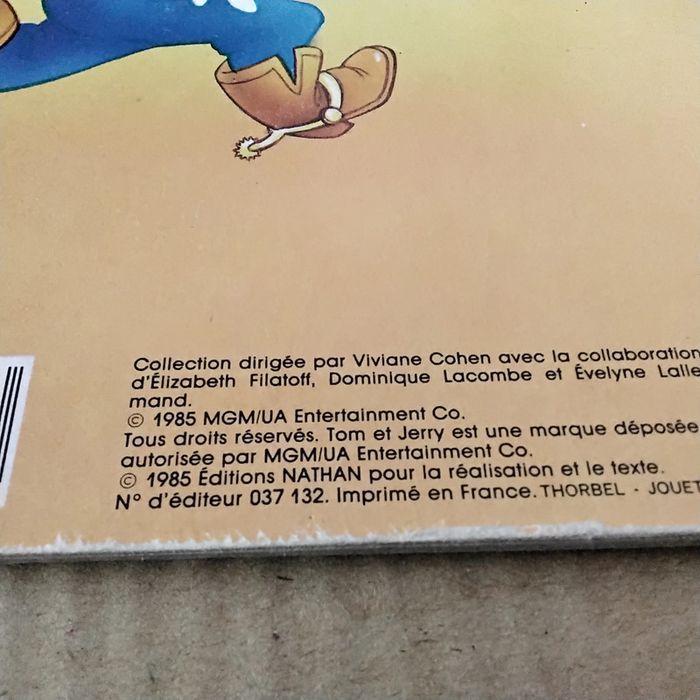 Collection dirigée par Viviane Cohen avec la collaboration
d'Élizabeth Filatoff, Dominique Lacombe et Évelyne Lalle
mand.
© 1985 MGM/UA Entertainment Co.
Tous droits réservés. Tom et Jerry est une marque déposée
autorisée par MGM/UA Entertainment Co.
© 1985 Éditions NATHAN pour la réalisation et le texte.
N° d'éditeur 037 132. Imprimé en France. THORBEL - JOUET